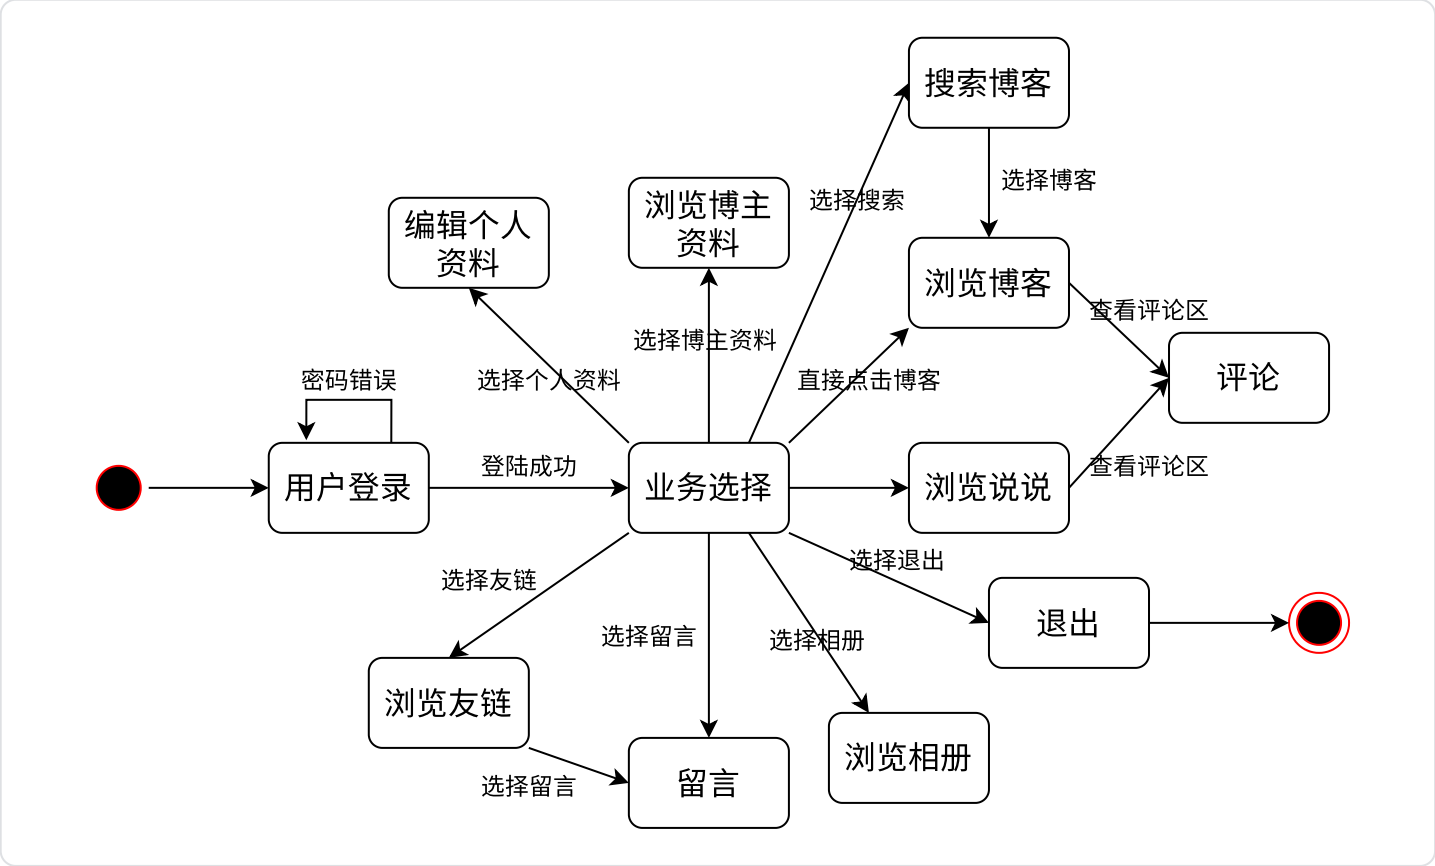 搜索博客
选择博客
浏览博主
资料
选择搜索
编辑个人
资料
浏览博客
查看评论区
选择博主资料
密码错误
选择个人资料
直接点击博客
评论
登陆成功
查看评论区
用户登录
业务选择
浏览说说
选择友链
选择退出
选择留言
选择相册
退出
浏览友链
选择留言
留言
浏览相册